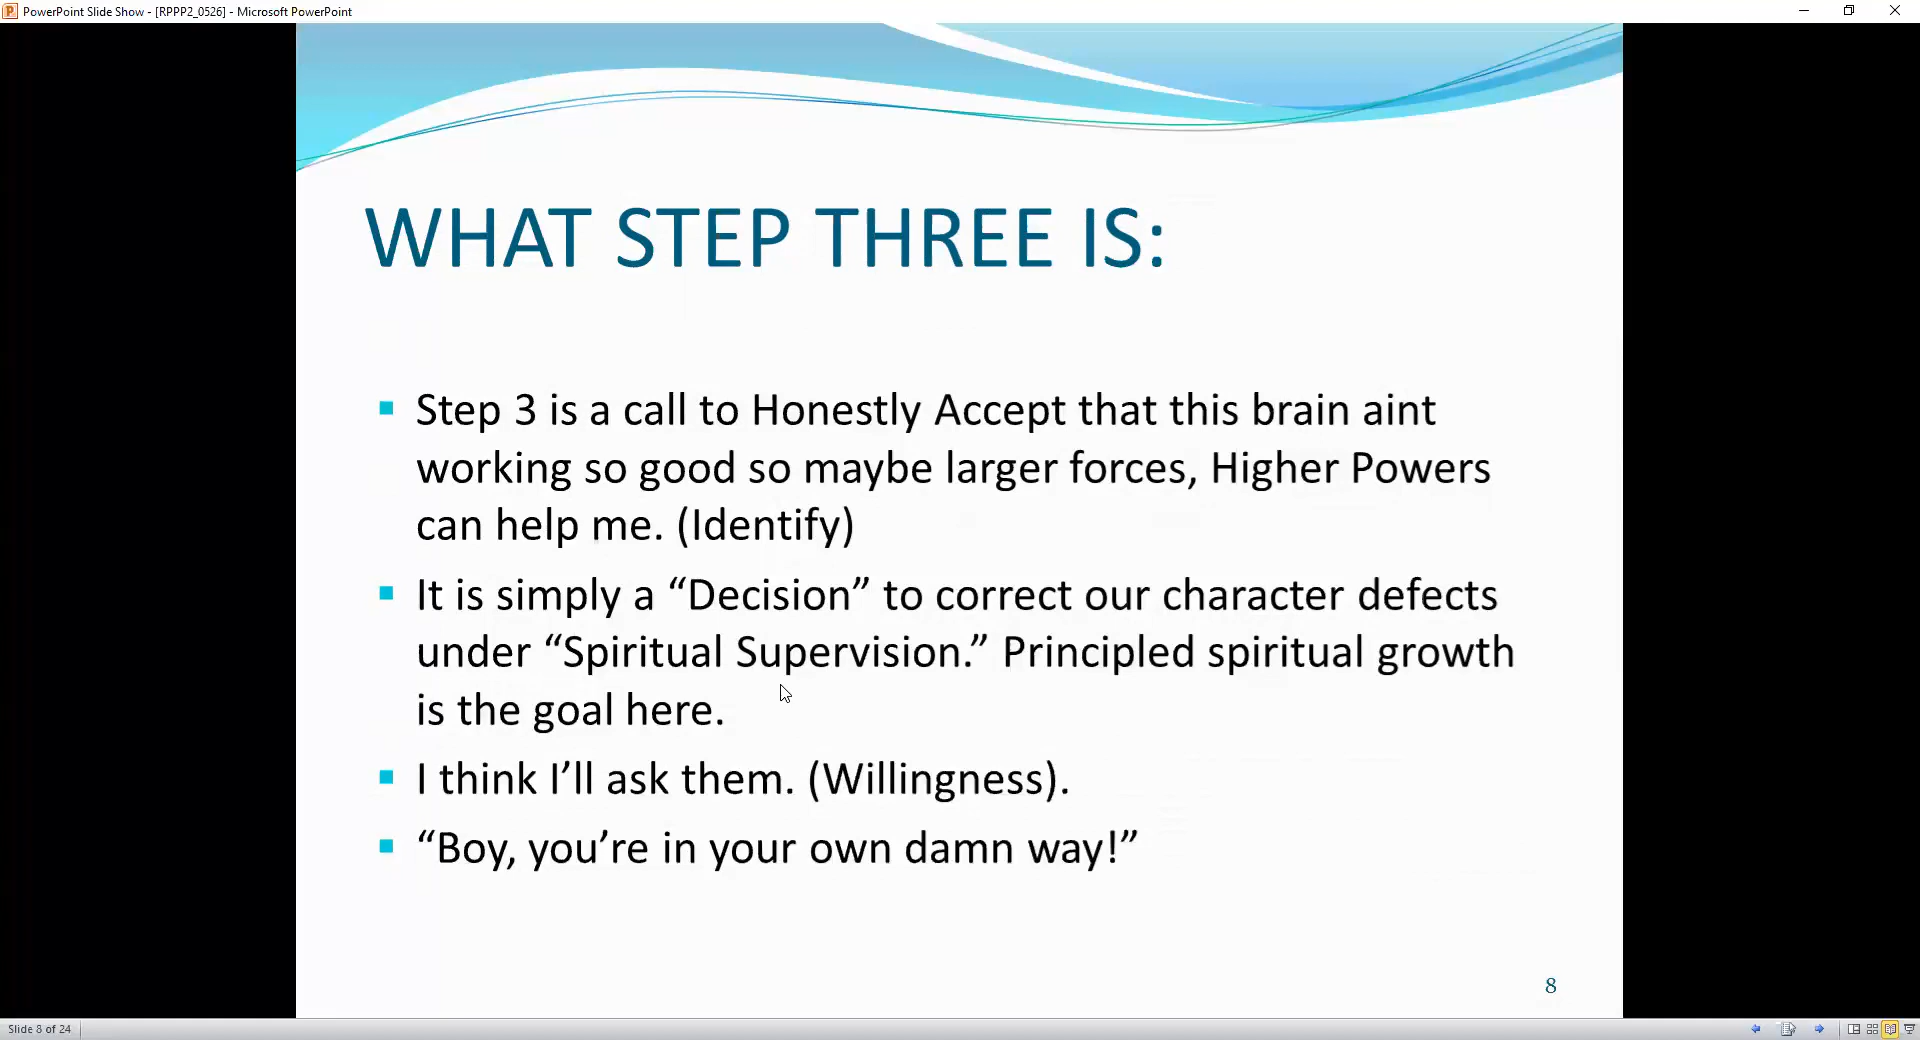 PowerPoint Slide Show - [RPPP2_0526] - Microsoft PowerPoint
WHAT STEP THREE IS:
Step 3 is a call to Honestly Accept that this brain aint
working so good so maybe larger forces, Higher Powers
can help me. (Identify)
It is simply a “Decision” to correct our character defects
under “Spiritual Supervision.” Principled spiritual growth
is the goal here.
I think I’ll ask them. (Willingness).
“Boy, you’re in your own damn way!”
8
Slide 8 of 24